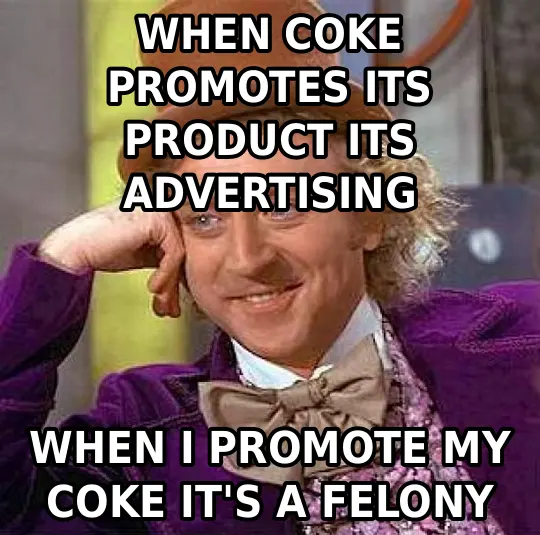 WHEN COKE
PROMOTES ITS
PRODUCT ITS
ADVERTISING
WHEN I PROMOTE MY
COKE IT'S A FELONY